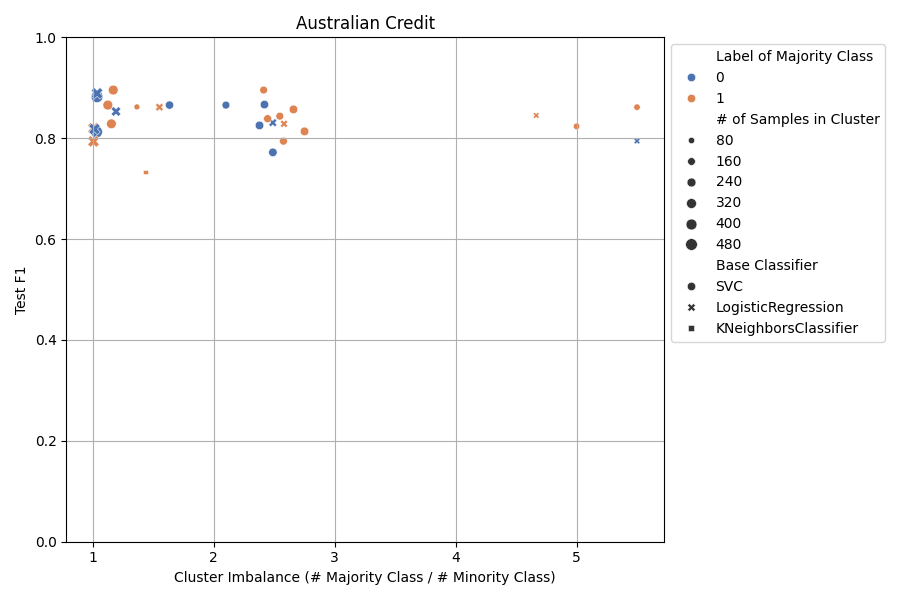 Australian Credit
1.0
0.8
0.6
0.4
0.2
0.0
Test F1
1
2
3
4
5
Cluster Imbalance (# Majority Class / # Minority Class)
Label of Majority Class
0
1
# of Samples in Cluster
80
160
240
320
400
480
Base Classifier
SVC
LogisticRegression
KNeighborsClassifier